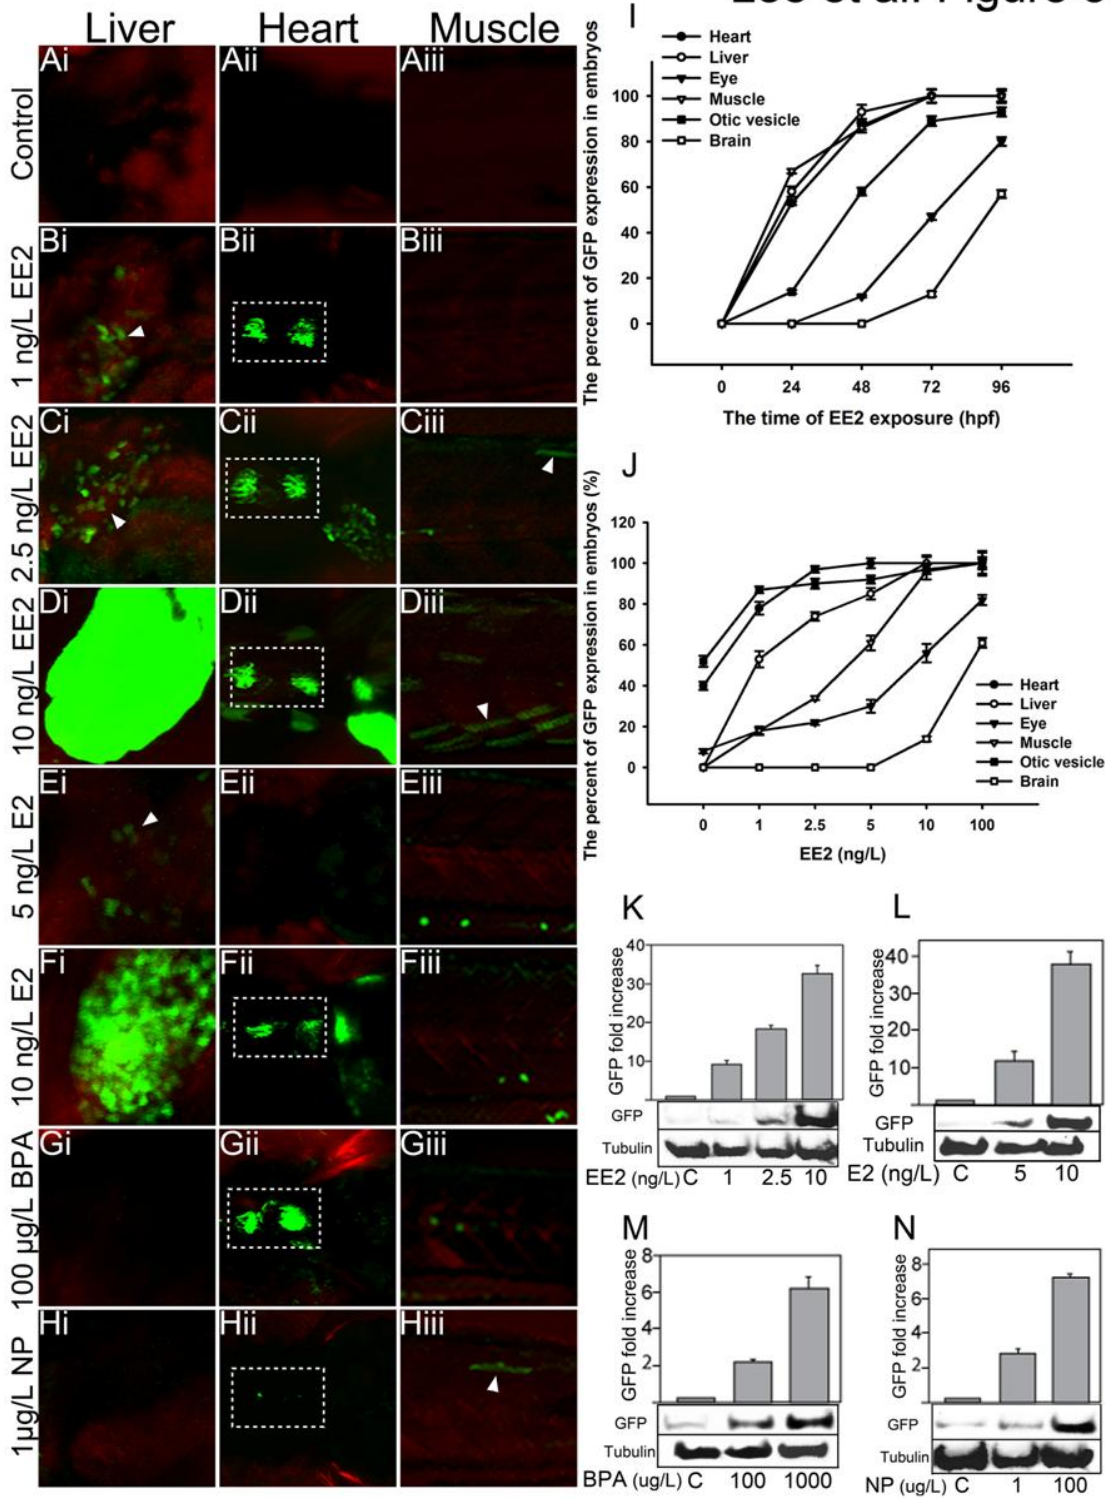 Liver Heart Muscle
Control
Ai Aii Aiii
1 ng/L EE2
Bi Bii Biii
2.5 ng/L EE2
Ci Cii Ciii
10 ng/L EE2
Di Dii Diii
5 ng/L E2
Ei Eii Eiii
10 ng/L E2
Fi Fii Fiii
100 µg/L BPA
Gi Gii Giii
1µg/L NP
Hi Hii Hiii
I
Heart
Liver
Eye
Muscle
Otic vesicle
Brain
The percent of GFP expression in embryos
100
80
60
40
20
0
0 24 48 72 96
The time of EE2 exposure (hpf)
J
The percent of GFP expression in embryos (%)
120
100
80
60
40
20
0
Heart
Liver
Eye
Muscle
Otic vesicle
Brain
0 1 2.5 5 10 100
EE2 (ng/L)
K
GFP fold increase
40
30
20
10
GFP
Tubulin
EE2 (ng/L) C 1 2.5 10
L
GFP fold increase
40
30
20
10
GFP
Tubulin
E2 (ng/L) C 5 10
M
GFP fold increase
8
6
4
2
GFP
Tubulin
BPA (ug/L) C 100 1000
N
GFP fold increase
8
6
4
2
GFP
Tubulin
NP (ug/L) C 1 100